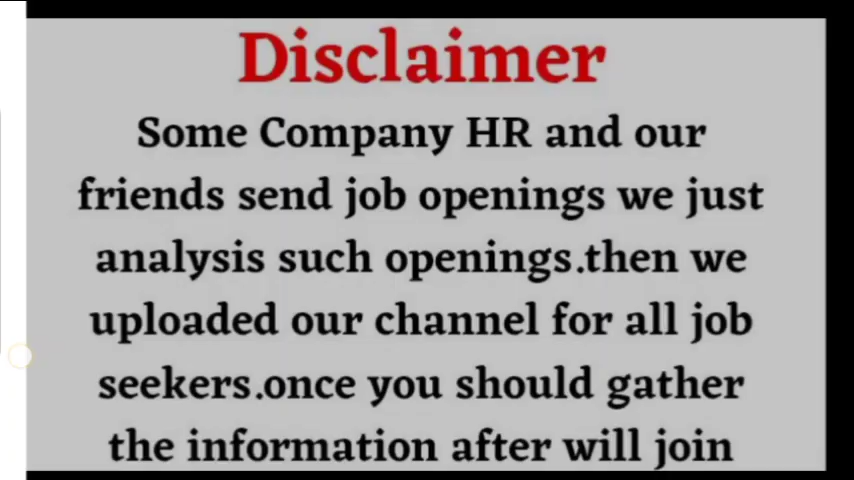 Disclaimer
Some Company HR and our
friends send job openings we just
analysis such openings.then we
uploaded our channel for all job
seekers.once you should gather
the information after will join